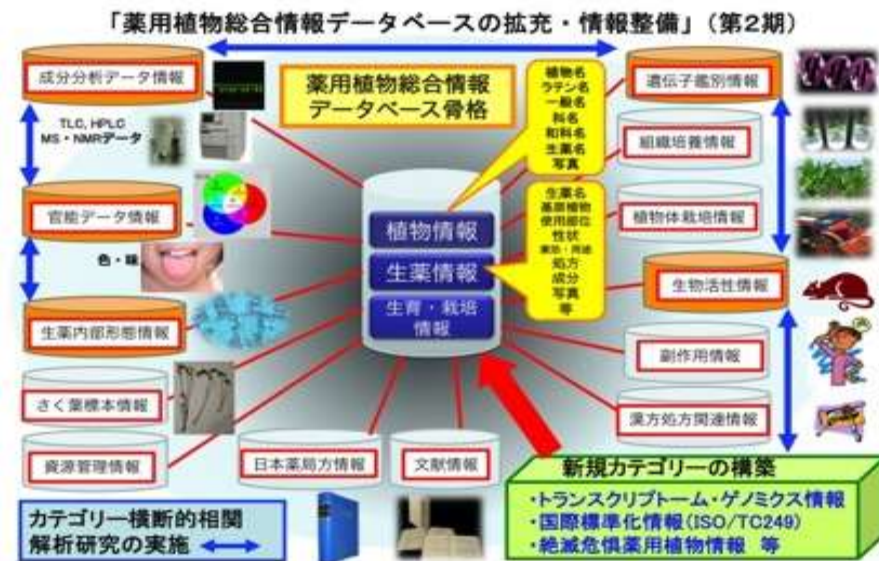 「薬用植物総合情報データベースの拡充・情報整備」(第2期)
成分分析データ情報
TLC, HPLC
MS・NMRデータ
官能データ情報
色・味
生薬内部形態情報
さく葉標本情報
資源管理情報
薬用植物総合情報
データベース骨格
植物名
ラテン名
一般名
科名
和科名
生薬名
写真
植物情報
生薬情報
生育・栽培
情報
生薬名
基原植物
使用部位
性状
薬効・用途
処方
成分
写真
等
遺伝子鑑別情報
組織培養情報
植物体栽培情報
生物活性情報
副作用情報
漢方処方関連情報
日本薬局方情報
文献情報
カテゴリー横断的相関
解析研究の実施
新規カテゴリーの構築
・トランスクリプトーム・ゲノミクス情報
・国際標準化情報(ISO/TC249)
・絶滅危惧薬用植物情報 等